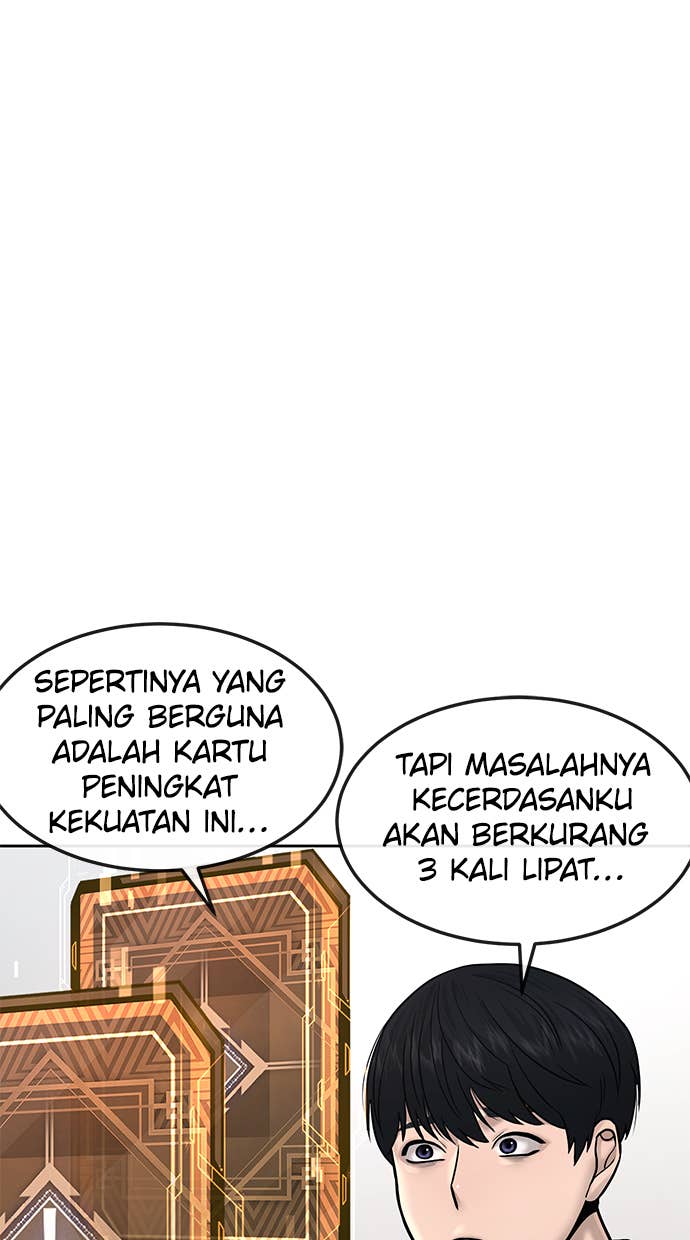 SEPERTINYA YANG
PALING BERGUNA
ADALAH KARTU
PENINGKAT
KEKUATAN INI...
TAPI MASALAHNYA
KECERDASANKU
AKAN BERKURANG
3 KALI LIPAT...